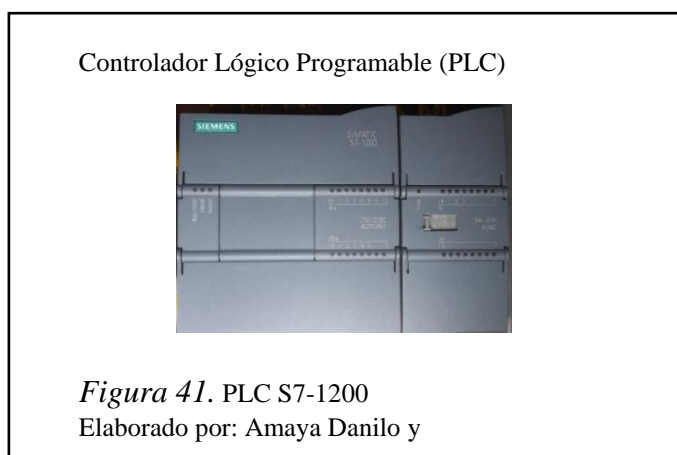 Controlador Lógico Programable (PLC)
SIEMENS
SIMATIC
S7-1200
Figura 41. PLC S7-1200
Elaborado por: Amaya Danilo y